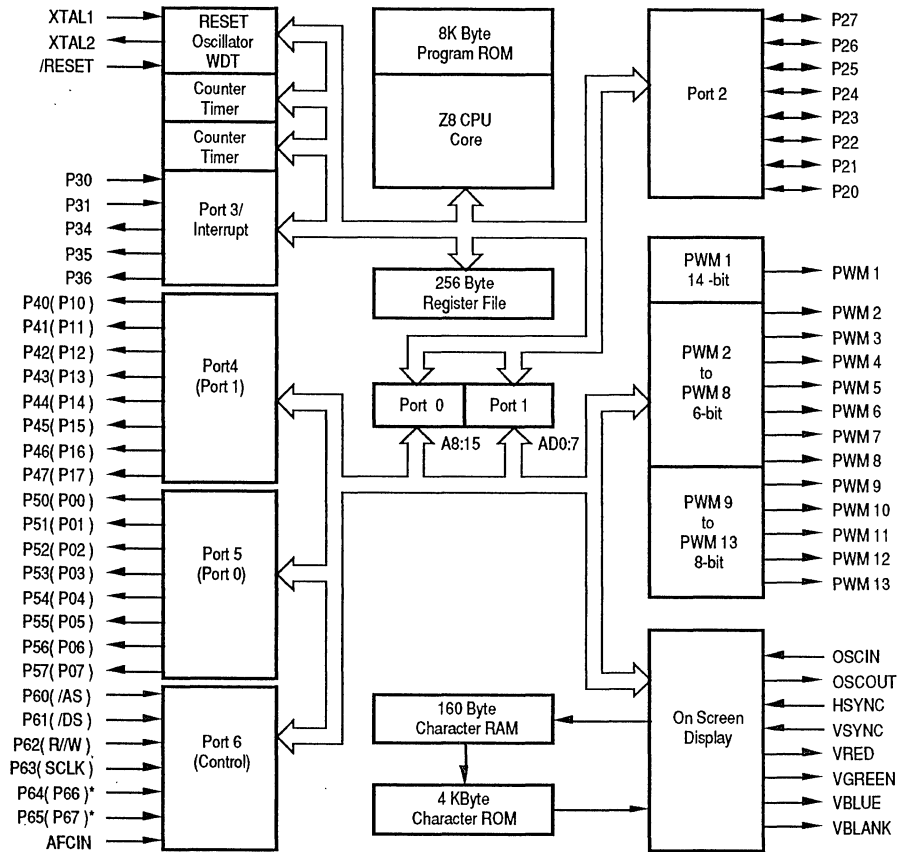 XTAL1
XTAL2
/RESET
RESET
Oscillator
WDT
Counter
Timer
Counter
Timer
P30
P31
P34
P35
P36
Port 3/
Interrupt
P40( P10)
P41( P11)
P42( P12)
P43( P13)
P44( P14)
P45( P15)
P46( P16)
P47( P17)
Port4
(Port 1)
P50( P00)
P51( P01)
P52( P02)
P53( P03)
P54( P04)
P55( P05)
P56( P06)
P57( P07)
Port 5
(Port 0)
P60( /AS )
P61( /DS )
P62( R//W )
P63( SCLK)
P64( P66 )*
P65( P67 )*
AFCIN
Port 6
(Control)
8K Byte
Program ROM
Z8 CPU
Core
256 Byte
Register File
Port 0
Port 1
A8:15
AD0:7
160 Byte
Character RAM
4 KByte
Character ROM
Port 2
P27
P26
P25
P24
P23
P22
P21
P20
PWM 1
14 -bit
PWM 1
PWM 2
to
PWM 8
6-bit
PWM 2
PWM 3
PWM 4
PWM 5
PWM 6
PWM 7
PWM 8
PWM 9
to
PWM 13
8-bit
PWM 9
PWM 10
PWM 11
PWM 12
PWM 13
On Screen
Display
OSCIN
OSCOUT
HSYNC
VSYNC
VRED
VGREEN
VBLUE
VBLANK